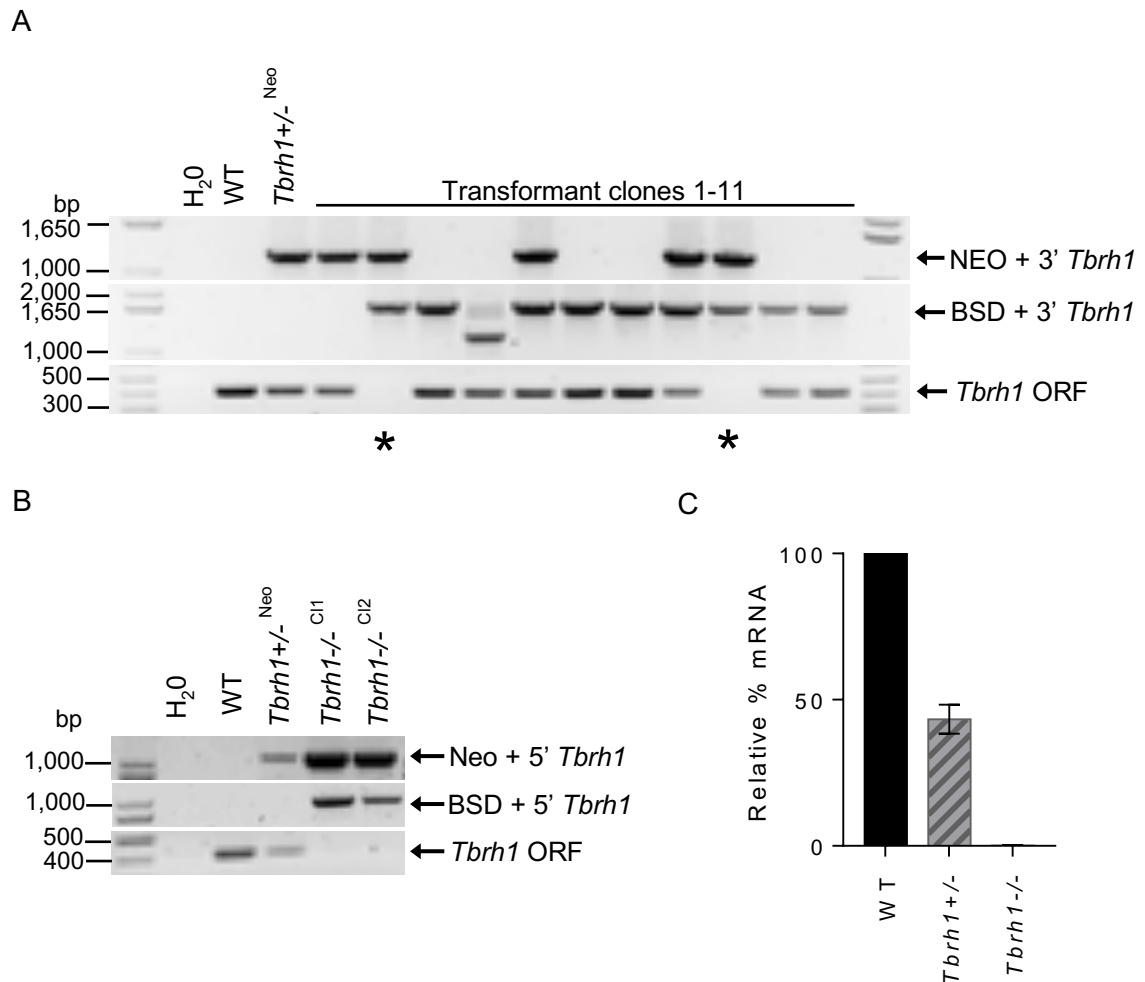 A
H₂0
WT
Tbrh1+/- Neo
Transformant clones 1-11
bp
1,650
1,000
NEO + 3' Tbrh1
2,000
1,650
1,000
BSD + 3' Tbrh1
500
300
Tbrh1 ORF
* *
B
H₂0
WT
Tbrh1+/- Neo
Tbrh1-/- Cl1
Tbrh1-/- Cl2
bp
1,000
Neo + 5' Tbrh1
1,000
BSD + 5' Tbrh1
500
400
Tbrh1 ORF
C
Relative % mRNA
100
50
0
WT
Tbrh1+/-
Tbrh1-/-